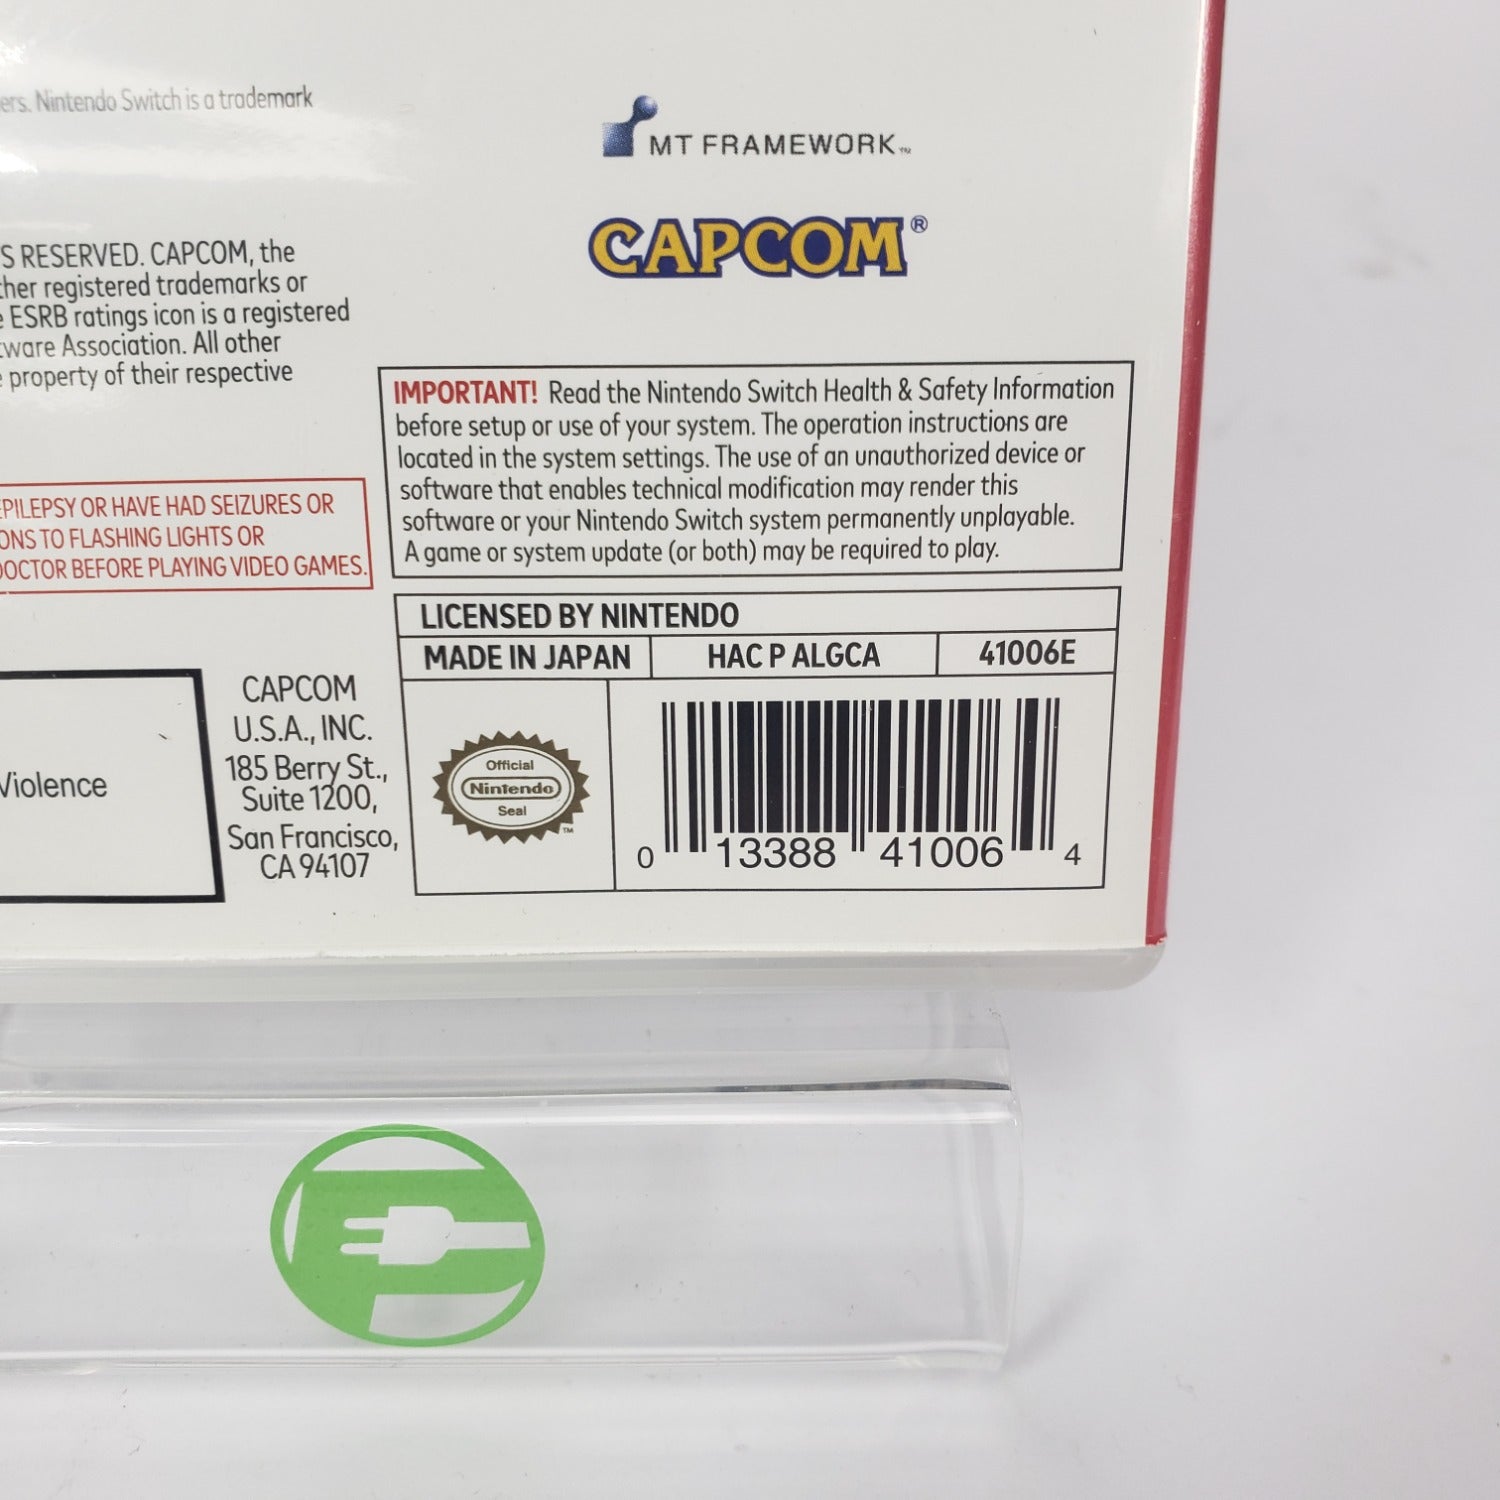 ers. Nintendo Switch is a trademark
MT FRAMEWORK™
CAPCOM®
S RESERVED. CAPCOM, the
ther registered trademarks or
e ESRB ratings icon is a registered
tware Association. All other
e property of their respective
IMPORTANT! Read the Nintendo Switch Health & Safety Information
before setup or use of your system. The operation instructions are
located in the system settings. The use of an unauthorized device or
software that enables technical modification may render this
software or your Nintendo Switch system permanently unplayable.
A game or system update (or both) may be required to play.
EPILEPSY OR HAVE HAD SEIZURES OR
ONS TO FLASHING LIGHTS OR
DOCTOR BEFORE PLAYING VIDEO GAMES.
LICENSED BY NINTENDO
MADE IN JAPAN
HAC P ALGCA
41006E
Violence
CAPCOM
U.S.A., INC.
185 Berry St.,
Suite 1200,
San Francisco,
CA 94107
Official
Nintendo
Seal
™
0 13388 41006 4